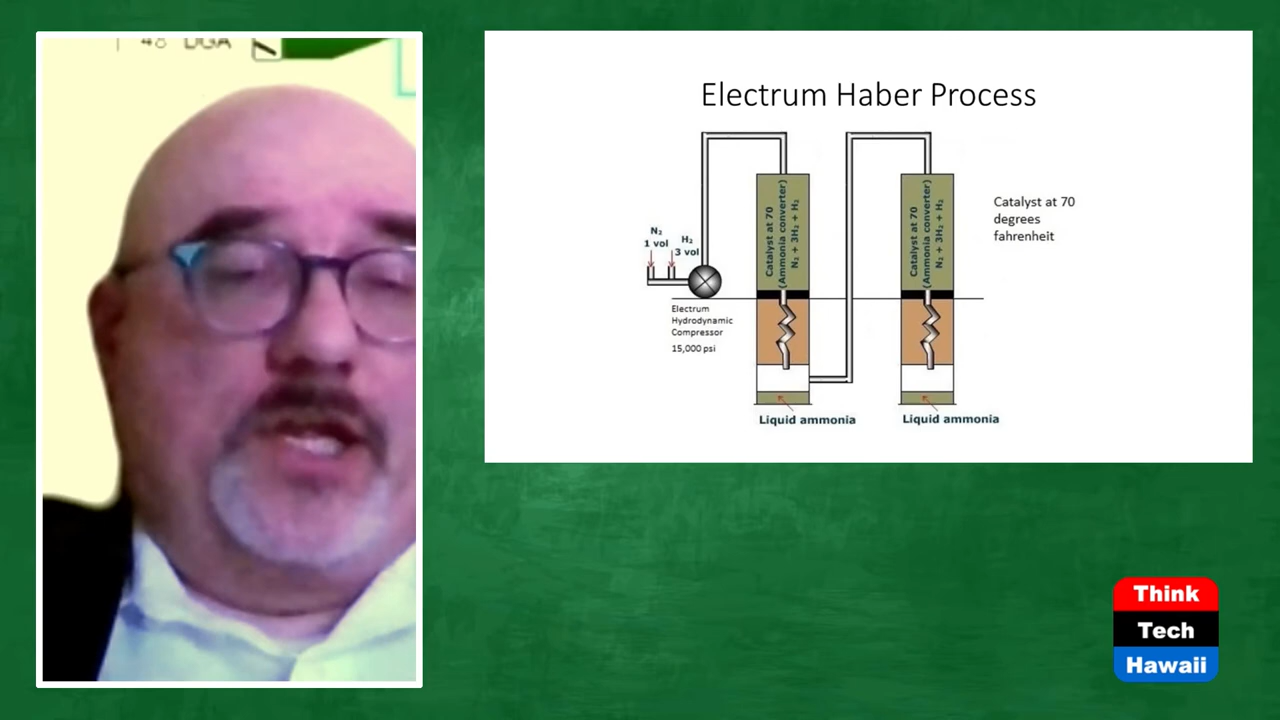 48 DGA
Electrum Haber Process
N₂
1 vol
H₂
3 vol
Electrum
Hydrodynamic
Compressor
15,000 psi
Catalyst at 70
(Ammonia converter)
N₂ + 3H₂ + H₂
Catalyst at 70
(Ammonia converter)
N₂ + 3H₂ + H₂
Catalyst at 70
degrees
fahrenheit
Liquid ammonia
Liquid ammonia
Think
Tech
Hawaii